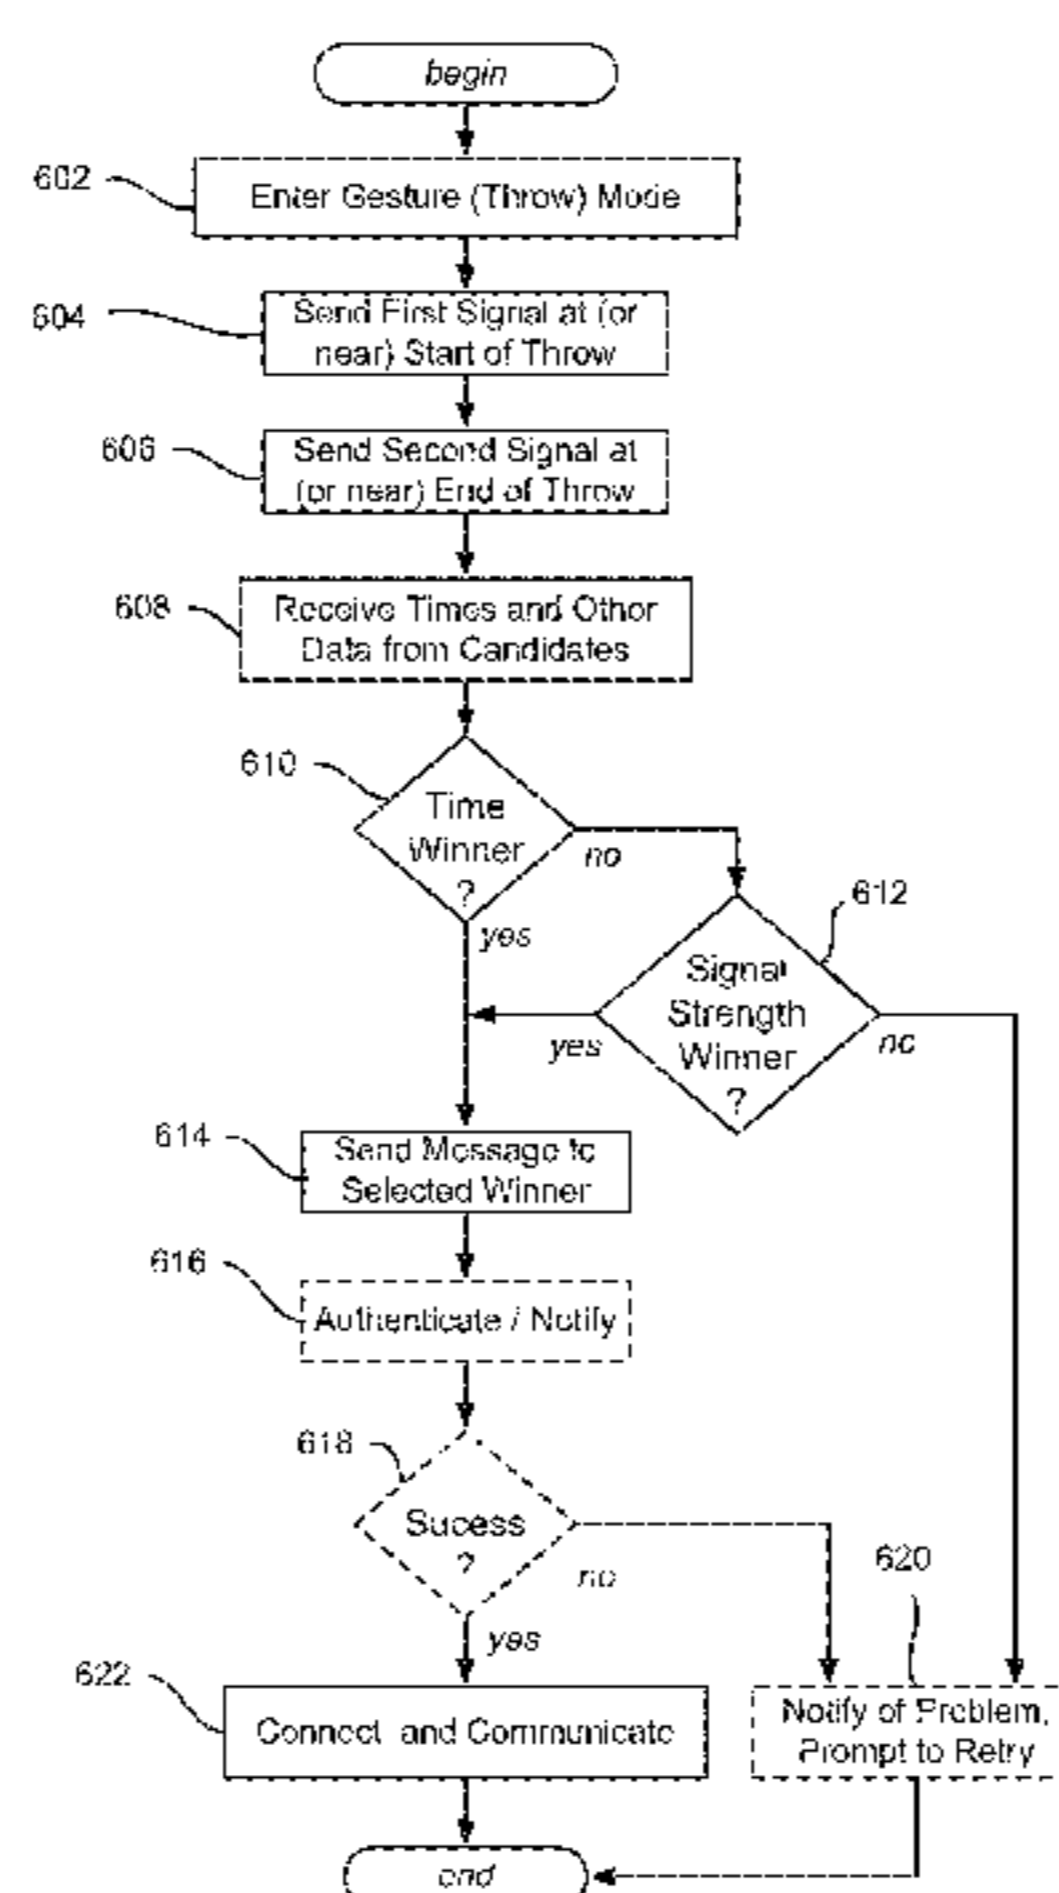 begin
602
Enter Gesture (Throw) Mode
604
Send First Signal at (or
near) Start of Throw
606
Send Second Signal at
(or near) End of Throw
608
Receive Times and Other
Data from Candidates
610
Time
Winner
?
no
yes
612
Signal
Strength
Winner
?
yes
no
614
Send Message to
Selected Winner
616
Authenticate / Notify
618
Sucess
?
no
yes
620
Notify of Problem,
Prompt to Retry
622
Connect and Communicate
end